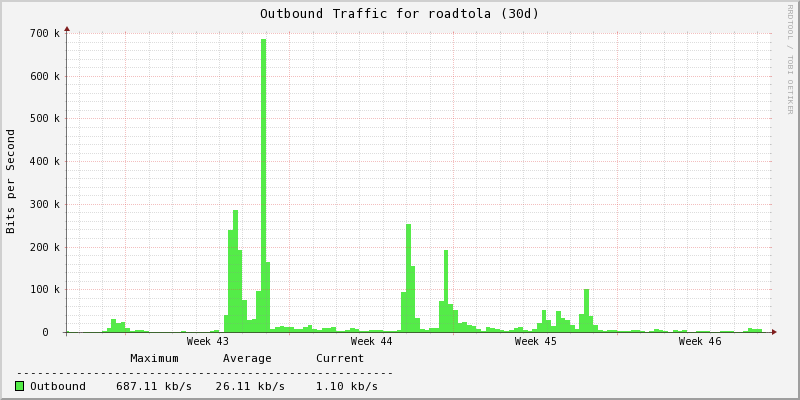 Outbound Traffic for roadtola (30d)
RRDTOOL / TOBI OETIKER
Bits per Second
700 k
600 k
500 k
400 k
300 k
200 k
100 k
0
Week 43 Week 44 Week 45 Week 46
Maximum Average Current
Outbound 687.11 kb/s 26.11 kb/s 1.10 kb/s